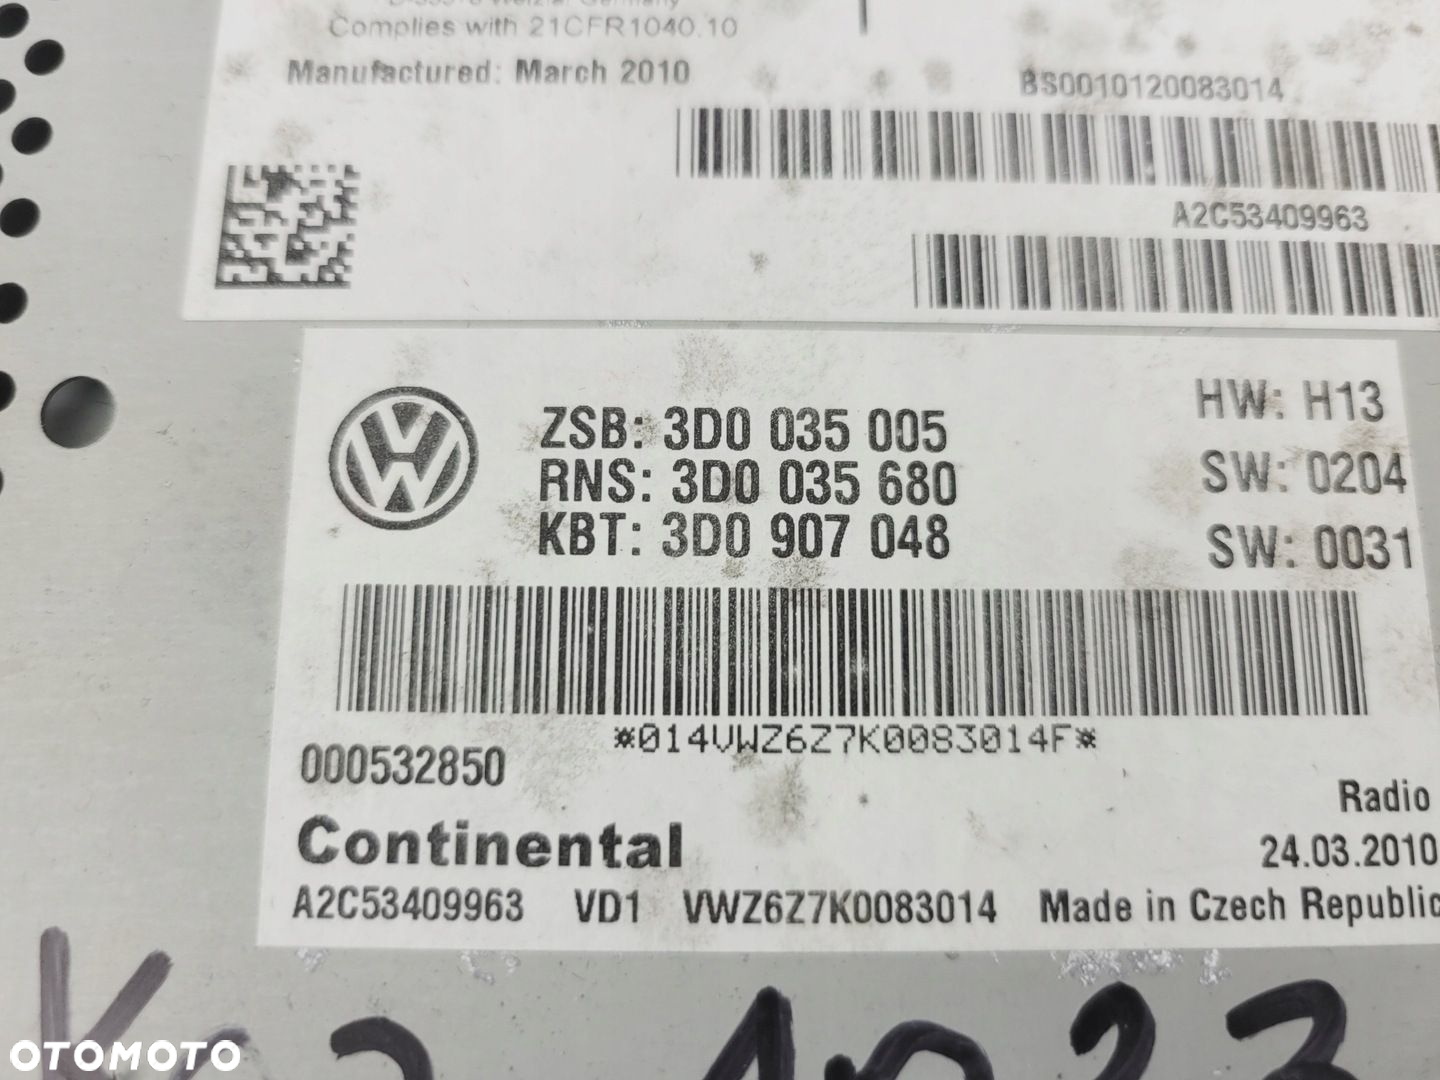 Complies with 21CFR1040.10
Manufactured: March 2010
BS0010120083014
A2C53409963
ZSB: 3D0 035 005
RNS: 3D0 035 680
KBT: 3D0 907 048
HW: H13
SW: 0204
SW: 0031
*014VWZ6Z7K0083014F*
000532850
Radio
Continental
24.03.2010
A2C53409963 VD1 VWZ6Z7K0083014 Made in Czech Republic
OTOMOTO